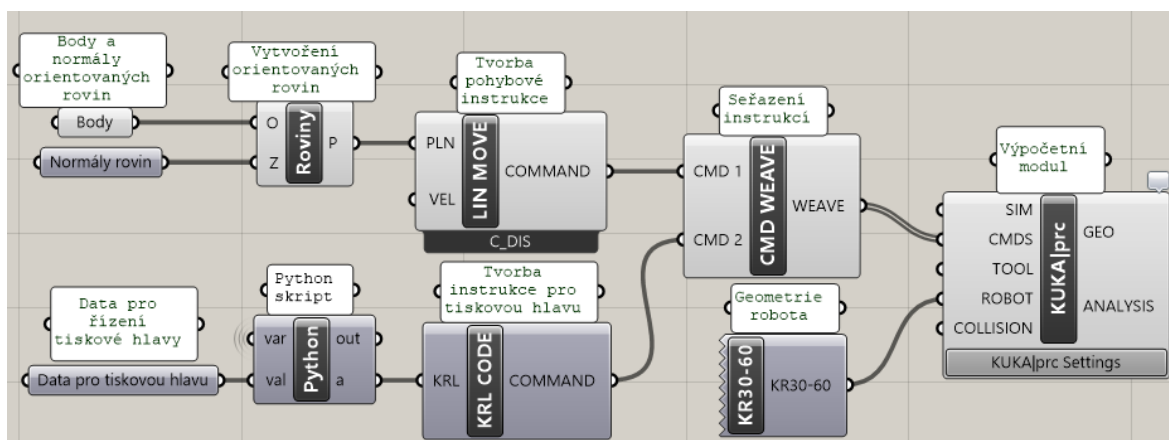 Body a
normály
orientovaných
rovin
Body
Normály rovin
Vytvoření
orientovaných
rovin
O
Z
Roviny
P
Tvorba
pohybové
instrukce
PLN
VEL
LIN MOVE
COMMAND
C_DIS
Seřazení
instrukcí
CMD 1
CMD 2
CMD WEAVE
WEAVE
Výpočetní
modul
SIM
CMDS
TOOL
ROBOT
COLLISION
KUKA|prc
GEO
ANALYSIS
KUKA|prc Settings
Data pro
řízení
tiskové hlavy
Data pro tiskovou hlavu
Python
skript
var
val
Python
out
a
Tvorba
instrukce pro
tiskovou hlavu
KRL
KRL CODE
COMMAND
Geometrie
robota
KR30-60
KR30-60